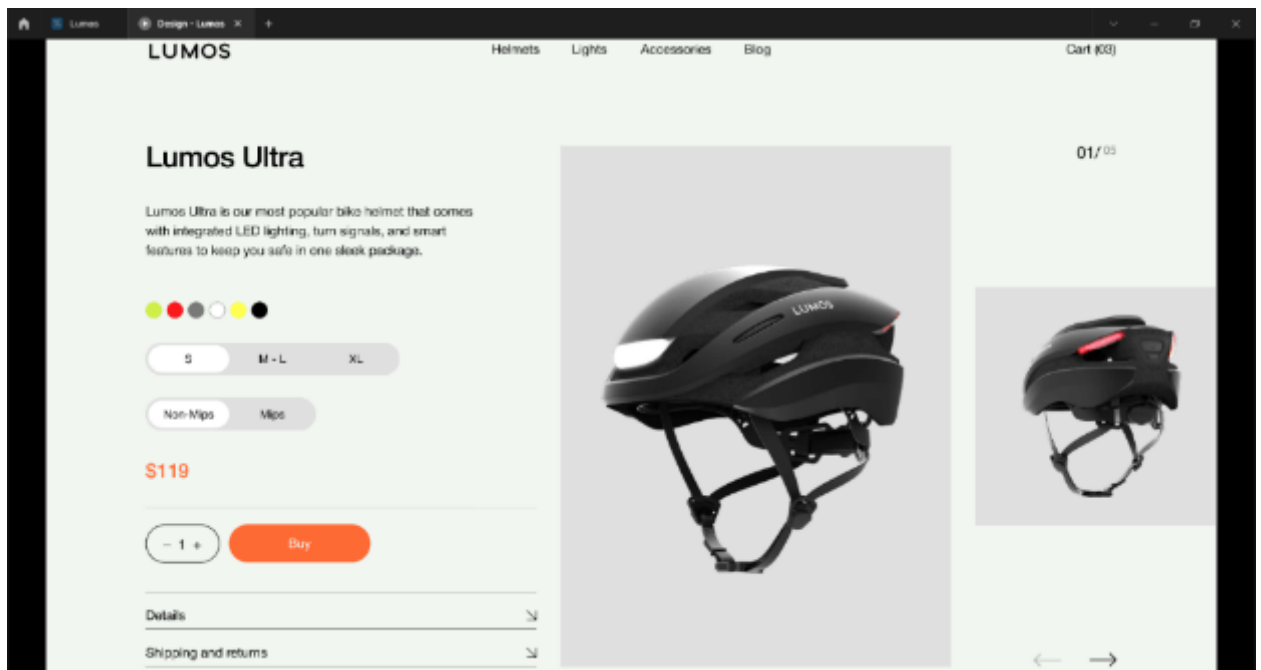 Lumos
Design - Lumos
LUMOS
Helmets
Lights
Accessories
Blog
Cart (03)
Lumos Ultra
01/ 05
Lumos Ultra is our most popular bike helmet that comes
with integrated LED lighting, turn signals, and smart
features to keep you safe in one sleek package.
S
M - L
XL
Non-Mips
Mips
$119
– 1 +
Buy
Details
Shipping and returns
LUMOS